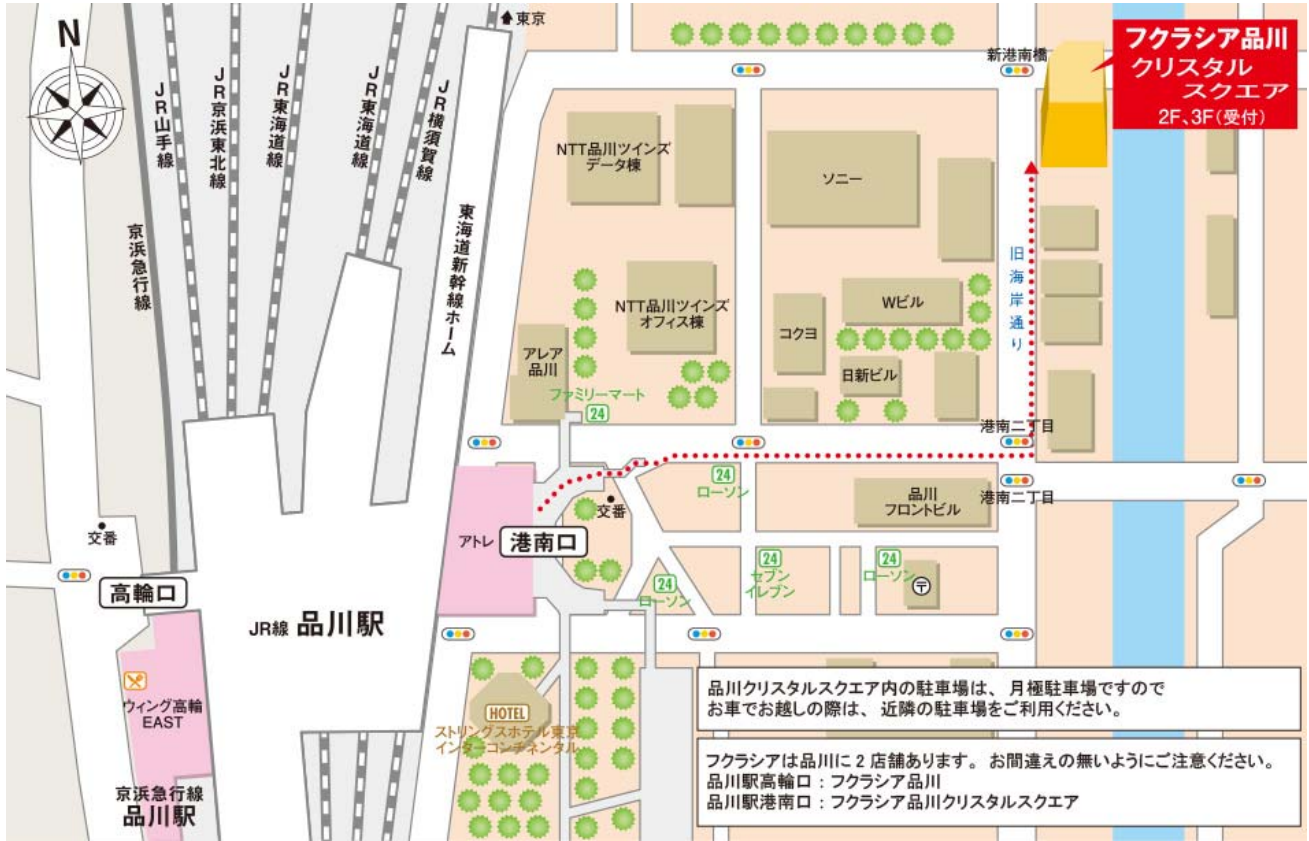 N
東京
JR山手線
JR京浜東北線
JR東海道線
JR東海道線
JR横須賀線
京浜急行線
東海道新幹線ホーム
新港南橋
フクラシア品川
クリスタル
スクエア
2F、3F(受付)
NTT品川ツインズ
データ棟
ソニー
NTT品川ツインズ
オフィス棟
Wビル
コクヨ
日新ビル
旧海岸通り
アレア
品川
ファミリーマート
24
港南二丁目
24
ローソン
港南二丁目
品川
フロントビル
交番
アトレ
港南口
24
ローソン
24
セブン
イレブン
24
ローソン
〒
交番
高輪口
JR線 品川駅
ウィング高輪
EAST
京浜急行線
品川駅
HOTEL
ストリングスホテル東京
インターコンチネンタル
品川クリスタルスクエア内の駐車場は、月極駐車場ですので
お車でお越しの際は、近隣の駐車場をご利用ください。
フクラシアは品川に2店舗あります。お間違えの無いようにご注意ください。
品川駅高輪口：フクラシア品川
品川駅港南口：フクラシア品川クリスタルスクエア